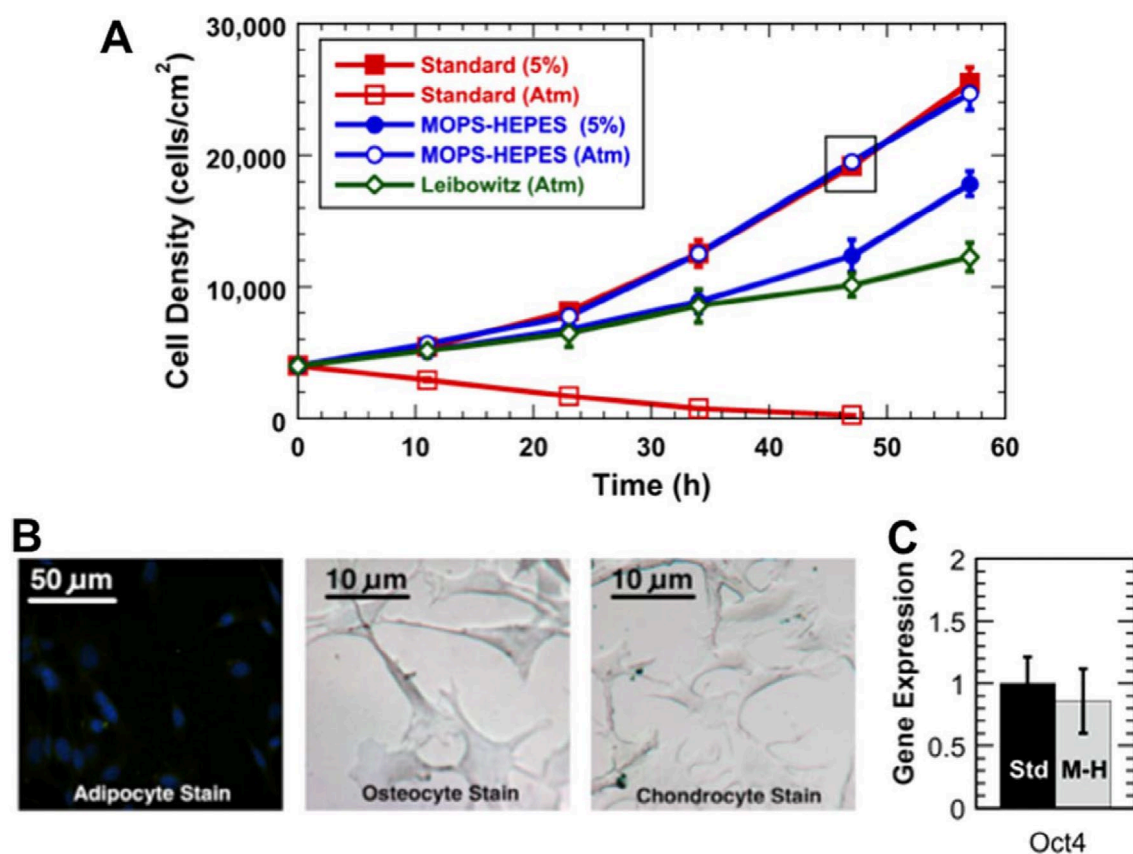 A
30,000
20,000
10,000
0
Cell Density (cells/cm²)
Standard (5%)
Standard (Atm)
MOPS-HEPES (5%)
MOPS-HEPES (Atm)
Leibowitz (Atm)
0 10 20 30 40 50 60
Time (h)
B
50 µm
Adipocyte Stain
10 µm
Osteocyte Stain
10 µm
Chondrocyte Stain
C
2
1.5
1
0.5
0
Gene Expression
Std M-H
Oct4